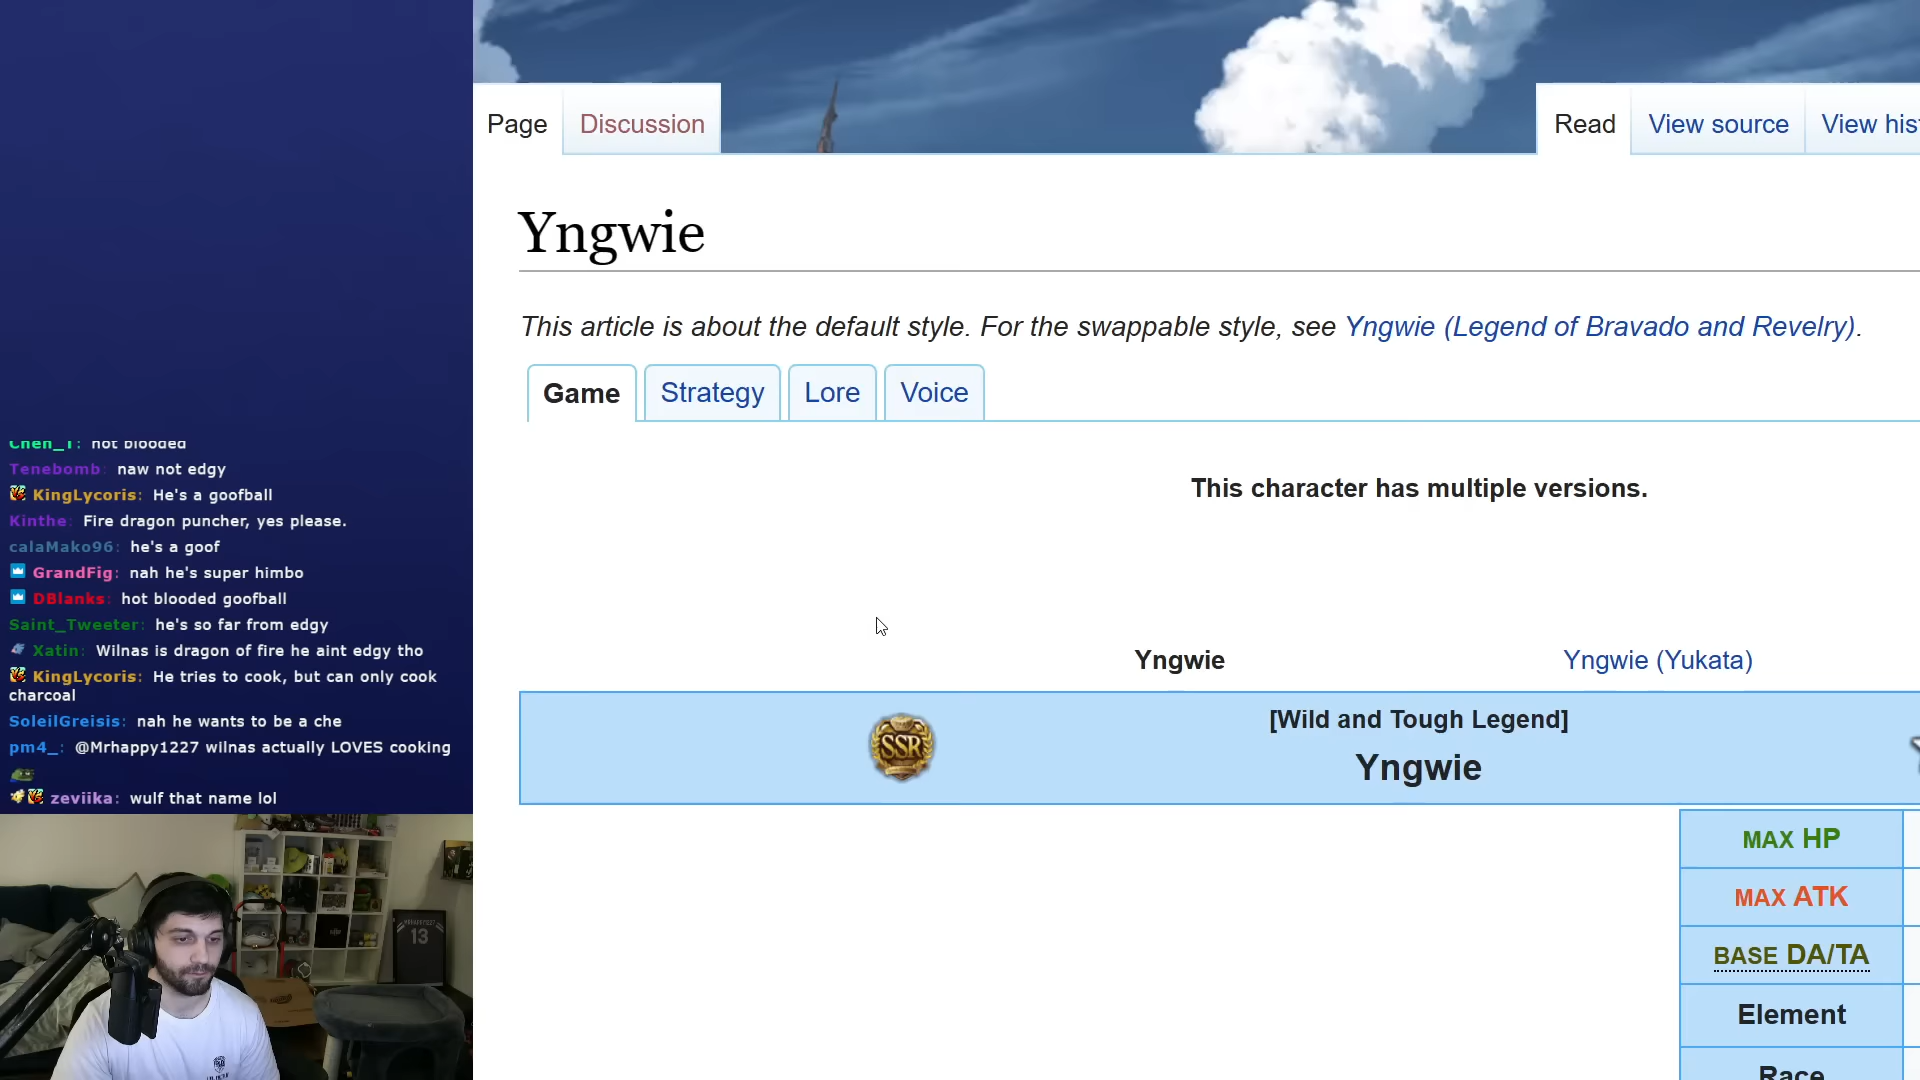 Page
Discussion
Read
View source
View his
Yngwie
This article is about the default style. For the swappable style, see Yngwie (Legend of Bravado and Revelry).
Game
Strategy
Lore
Voice
This character has multiple versions.
Yngwie
Yngwie (Yukata)
SSR
[Wild and Tough Legend]
Yngwie
MAX HP
MAX ATK
BASE DA/TA
Element
Race
Chen_T: hot blooded
Tenebomb: naw not edgy
KingLycoris: He's a goofball
Kinthe: Fire dragon puncher, yes please.
calaMako96: he's a goof
GrandFig: nah he's super himbo
DBlanks: hot blooded goofball
Saint_Tweeter: he's so far from edgy
Xatin: Wilnas is dragon of fire he aint edgy tho
KingLycoris: He tries to cook, but can only cook
charcoal
SoleilGreisis: nah he wants to be a che
pm4_: @Mrhappy1227 wilnas actually LOVES cooking
zeviika: wulf that name lol
13